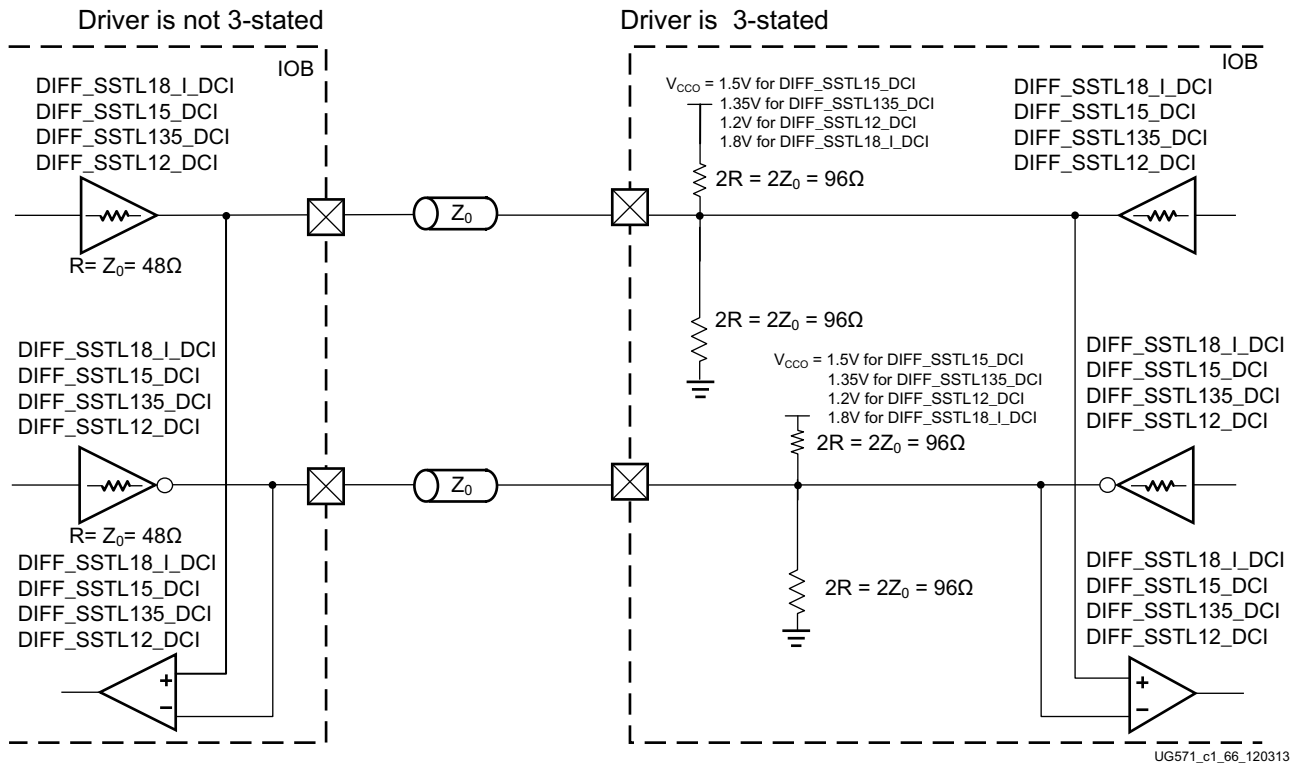 Driver is not 3-stated
Driver is 3-stated
IOB
IOB
DIFF_SSTL18_I_DCI
DIFF_SSTL15_DCI
DIFF_SSTL135_DCI
DIFF_SSTL12_DCI
R= Z0= 48Ω
Z0
VCCO = 1.5V for DIFF_SSTL15_DCI
1.35V for DIFF_SSTL135_DCI
1.2V for DIFF_SSTL12_DCI
1.8V for DIFF_SSTL18_I_DCI
2R = 2Z0 = 96Ω
2R = 2Z0 = 96Ω
DIFF_SSTL18_I_DCI
DIFF_SSTL15_DCI
DIFF_SSTL135_DCI
DIFF_SSTL12_DCI
DIFF_SSTL18_I_DCI
DIFF_SSTL15_DCI
DIFF_SSTL135_DCI
DIFF_SSTL12_DCI
R= Z0= 48Ω
Z0
VCCO = 1.5V for DIFF_SSTL15_DCI
1.35V for DIFF_SSTL135_DCI
1.2V for DIFF_SSTL12_DCI
1.8V for DIFF_SSTL18_I_DCI
2R = 2Z0 = 96Ω
2R = 2Z0 = 96Ω
DIFF_SSTL18_I_DCI
DIFF_SSTL15_DCI
DIFF_SSTL135_DCI
DIFF_SSTL12_DCI
DIFF_SSTL18_I_DCI
DIFF_SSTL15_DCI
DIFF_SSTL135_DCI
DIFF_SSTL12_DCI
+
−
DIFF_SSTL18_I_DCI
DIFF_SSTL15_DCI
DIFF_SSTL135_DCI
DIFF_SSTL12_DCI
+
−
UG571_c1_66_120313